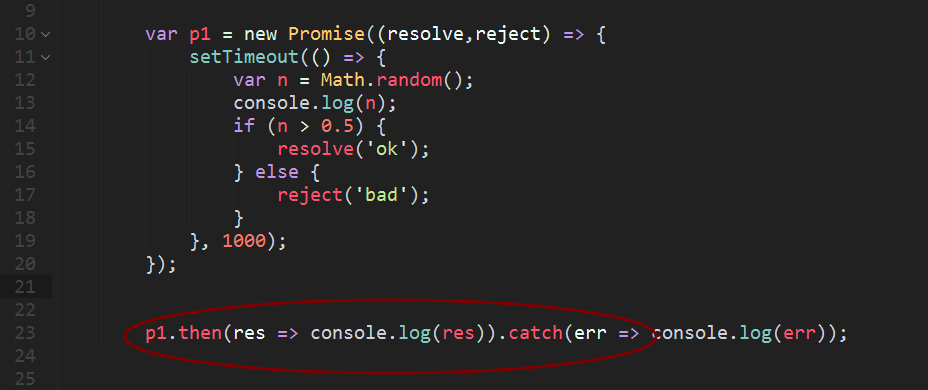 9
10 var p1 = new Promise((resolve,reject) => {
11 setTimeout(() => {
12 var n = Math.random();
13 console.log(n);
14 if (n > 0.5) {
15 resolve('ok');
16 } else {
17 reject('bad');
18 }
19 }, 1000);
20 });
21
22
23 p1.then(res => console.log(res)).catch(err => console.log(err));
24
25